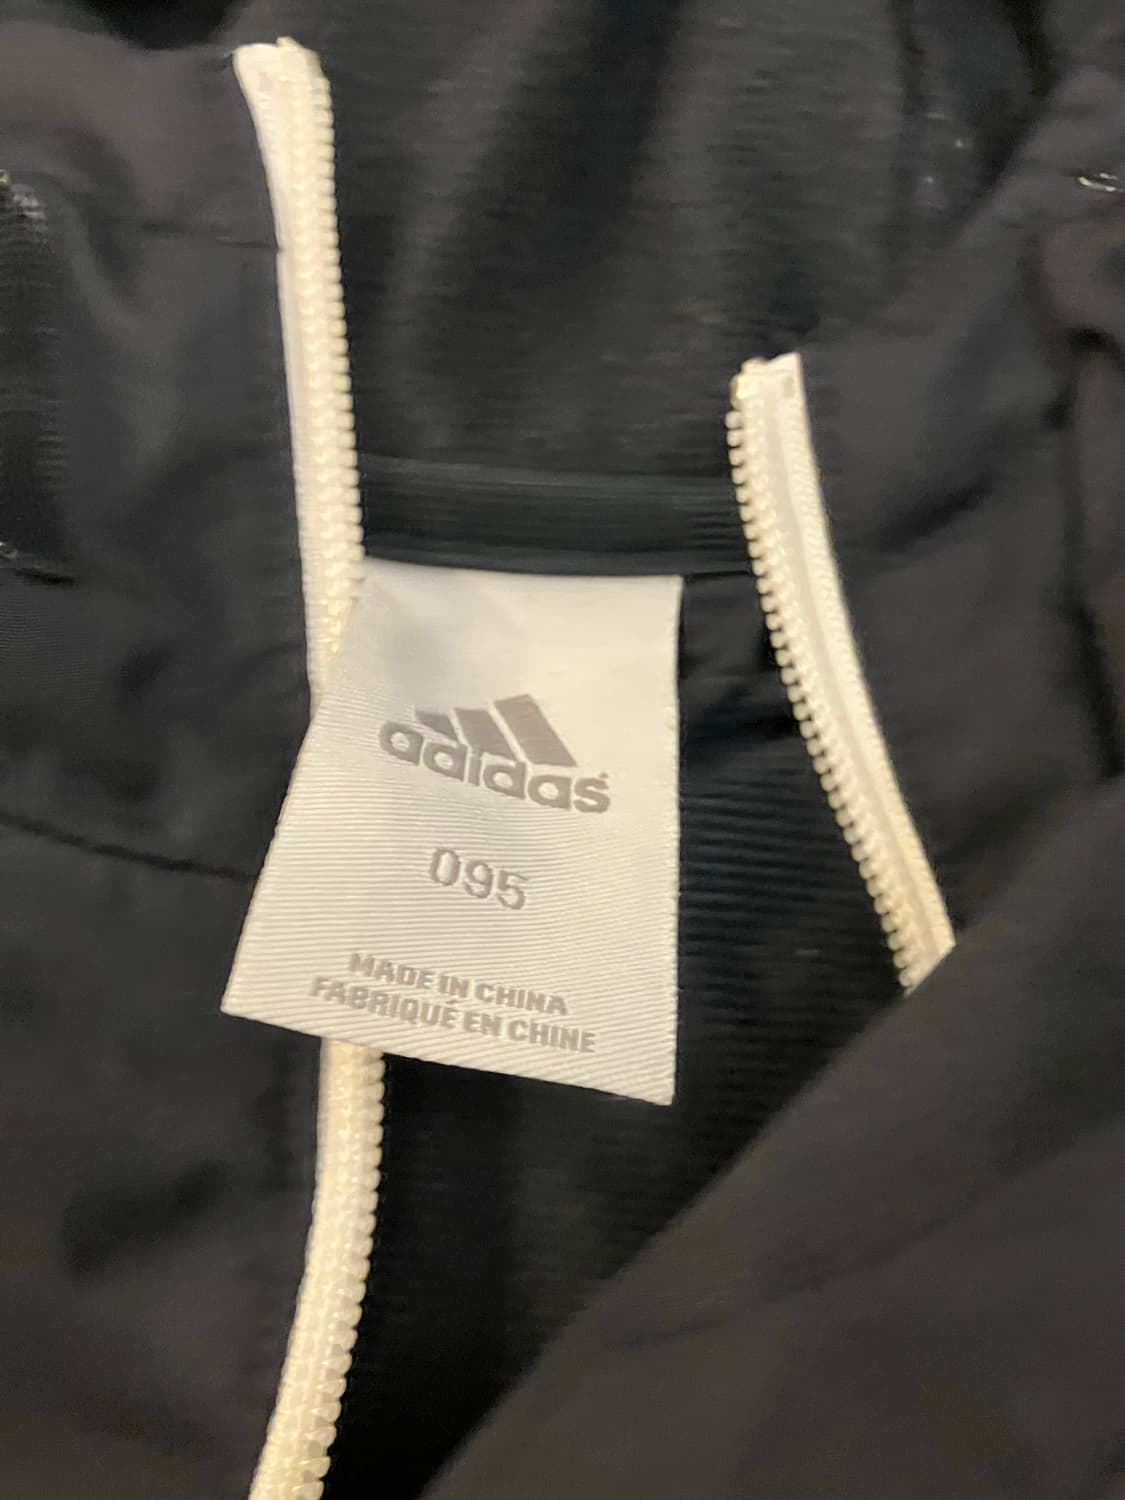 adidas
095
MADE IN CHINA
FABRIQUÉ EN CHINE